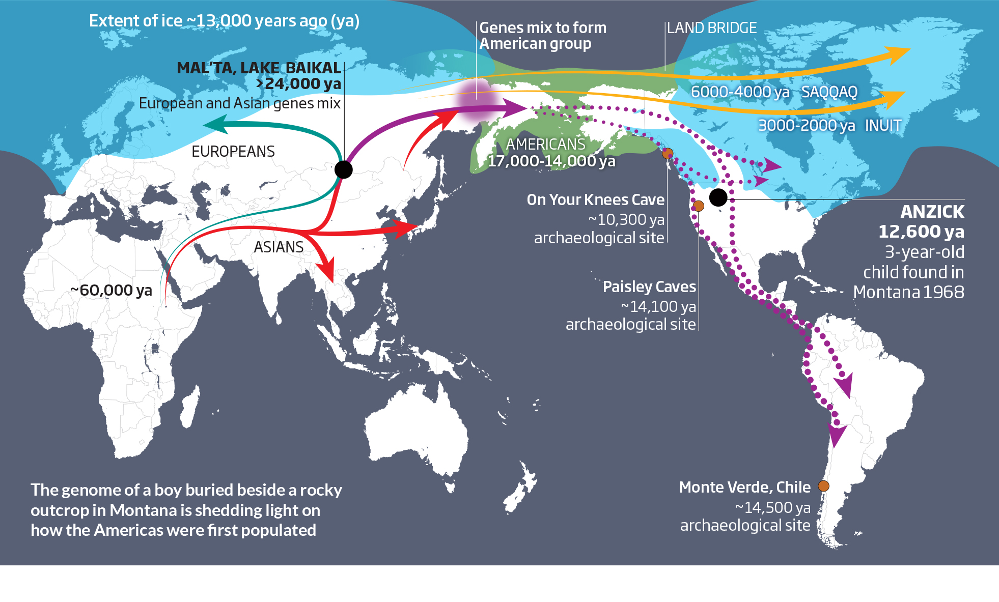 Extent of ice ~13,000 years ago (ya)
Genes mix to form
American group
LAND BRIDGE
MAL'TA, LAKE BAIKAL
>24,000 ya
European and Asian genes mix
6000-4000 ya SAQQAQ
3000-2000 ya INUIT
EUROPEANS
AMERICANS
17,000-14,000 ya
On Your Knees Cave
~10,300 ya
archaeological site
ANZICK
12,600 ya
3-year-old
child found in
Montana 1968
ASIANS
~60,000 ya
Paisley Caves
~14,100 ya
archaeological site
The genome of a boy buried beside a rocky
outcrop in Montana is shedding light on
how the Americas were first populated
Monte Verde, Chile
~14,500 ya
archaeological site